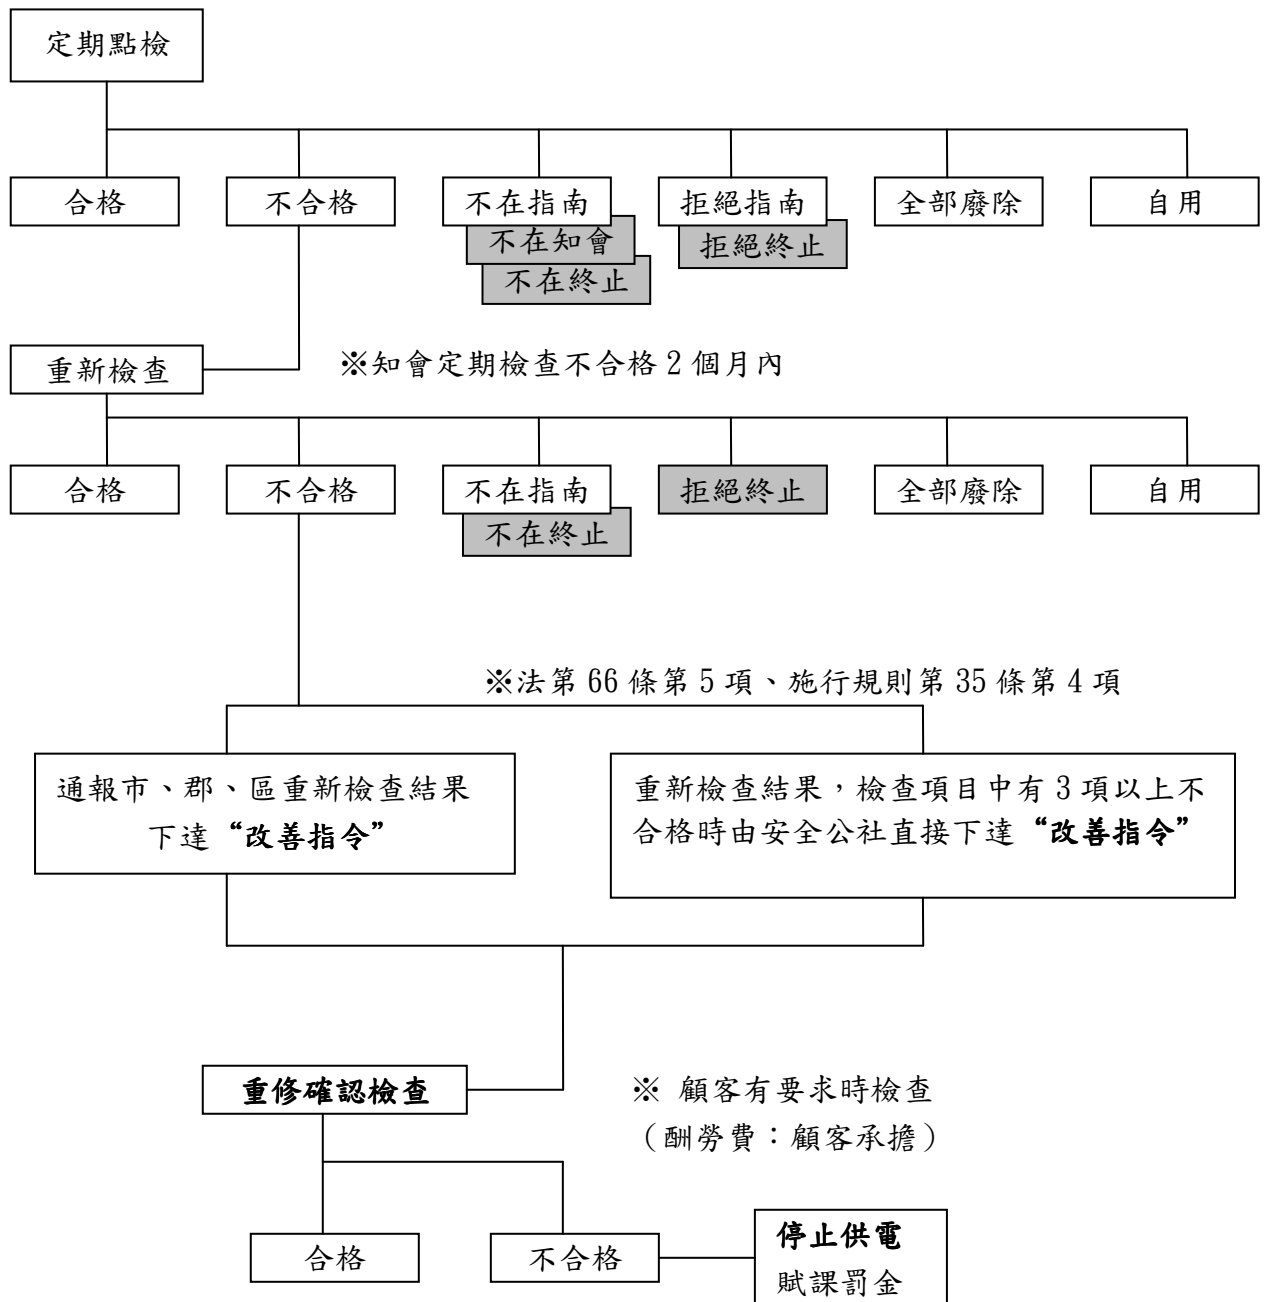 定期點檢
合格
不合格
不在指南
不在知會
不在終止
拒絕指南
拒絕終止
全部廢除
自用
重新檢查
※知會定期檢查不合格2個月內
合格
不合格
不在指南
不在終止
拒絕終止
全部廢除
自用
※法第66條第5項、施行規則第35條第4項
通報市、郡、區重新檢查結果
下達“改善指令”
重新檢查結果，檢查項目中有3項以上不
合格時由安全公社直接下達“改善指令”
重修確認檢查
※ 顧客有要求時檢查
（酬勞費：顧客承擔）
合格
不合格
停止供電
賦課罰金